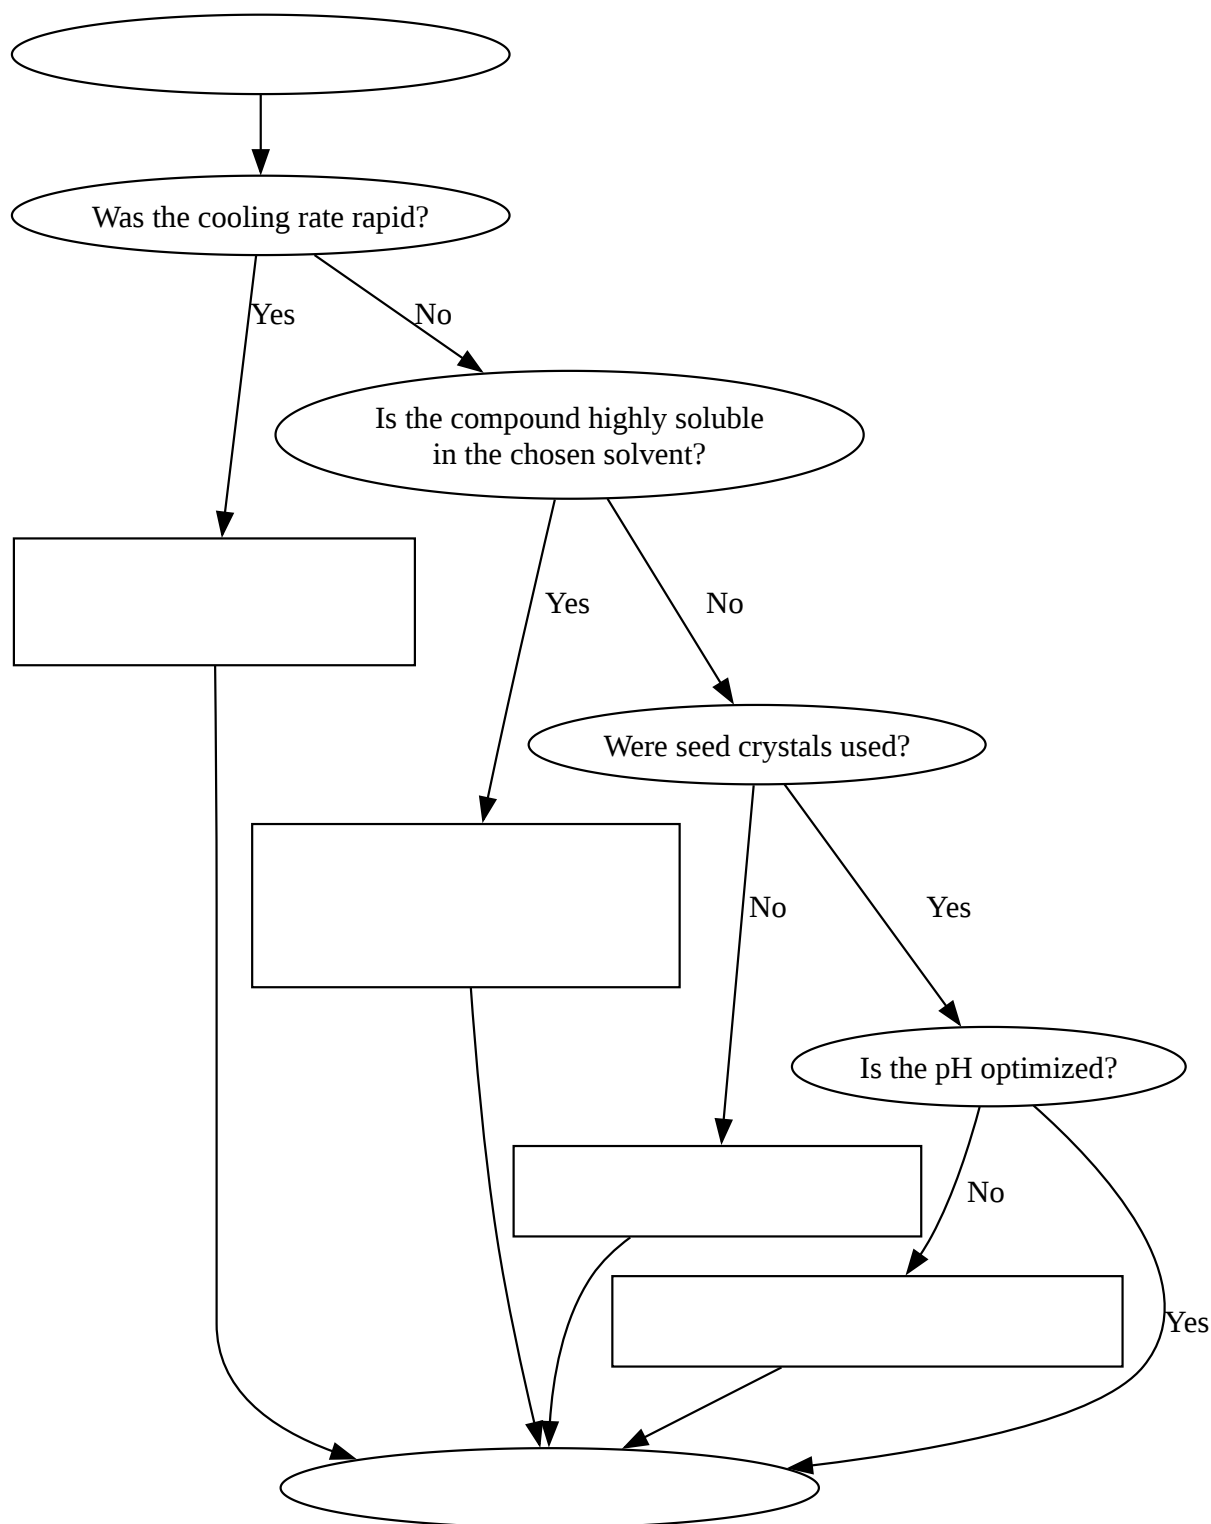 Was the cooling rate rapid?
Yes
No
Is the compound highly soluble
in the chosen solvent?
Yes
No
Were seed crystals used?
No
Yes
Is the pH optimized?
No
Yes